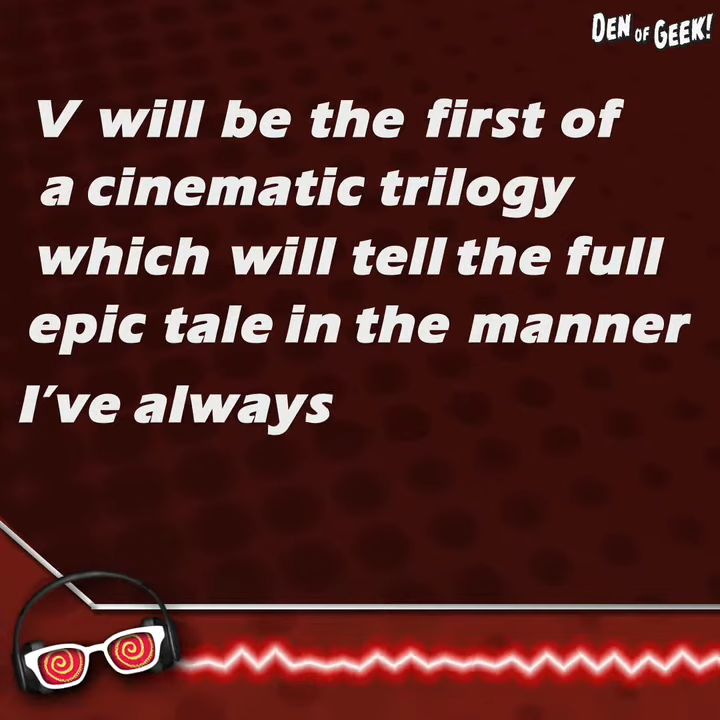 DEN OF GEEK!
V will be the first of
a cinematic trilogy
which will tell the full
epic tale in the manner
I've always